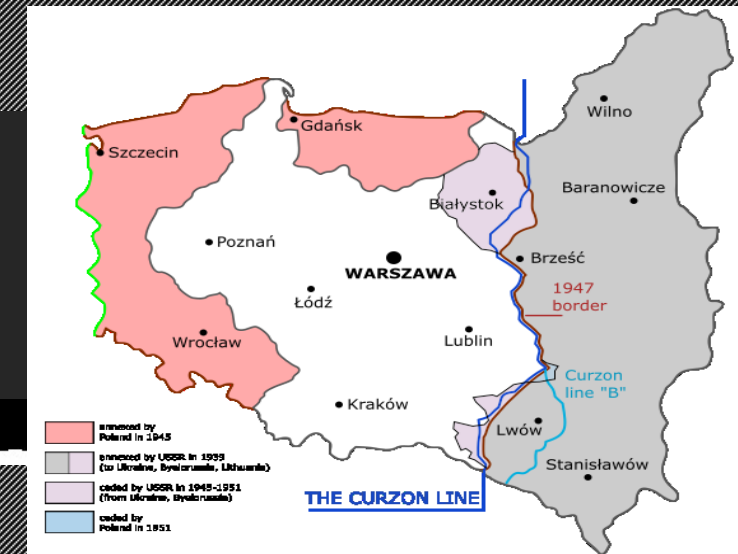 Wilno
Gdańsk
Szczecin
Baranowicze
Białystok
Poznań
Brześć
WARSZAWA
1947
border
Łódź
Wrocław
Lublin
Curzon
line "B"
Kraków
Lwów
Stanisławów
annexed by
Poland in 1945
annexed by USSR in 1939
(to Ukraine, Byelorussia, Lithuania)
ceded by USSR in 1945-1951
(from Ukraine, Byelorussia)
ceded by
Poland in 1951
THE CURZON LINE